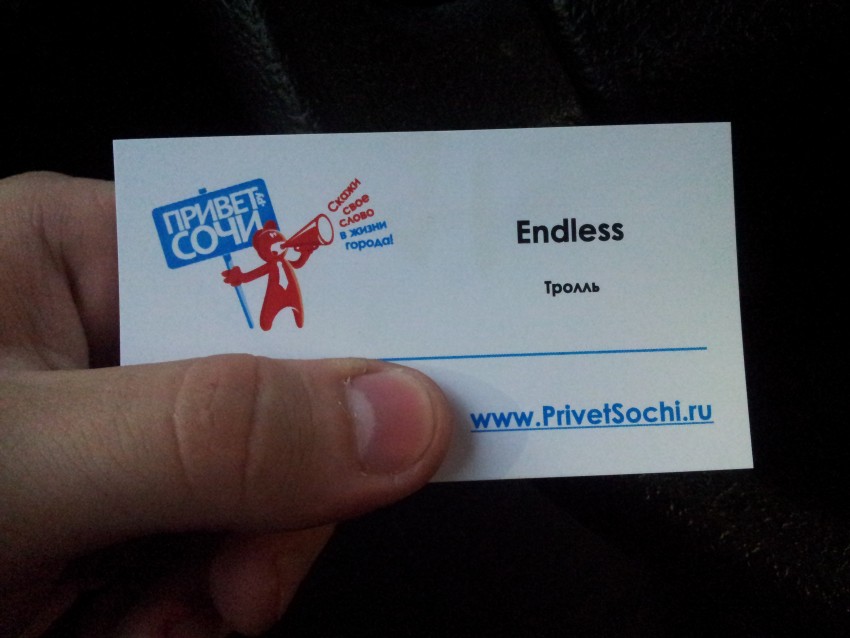 ПРИВЕТ
СОЧИ
Скажи
свое
слово
в жизни
города!
Endless
Тролль
www.PrivetSochi.ru